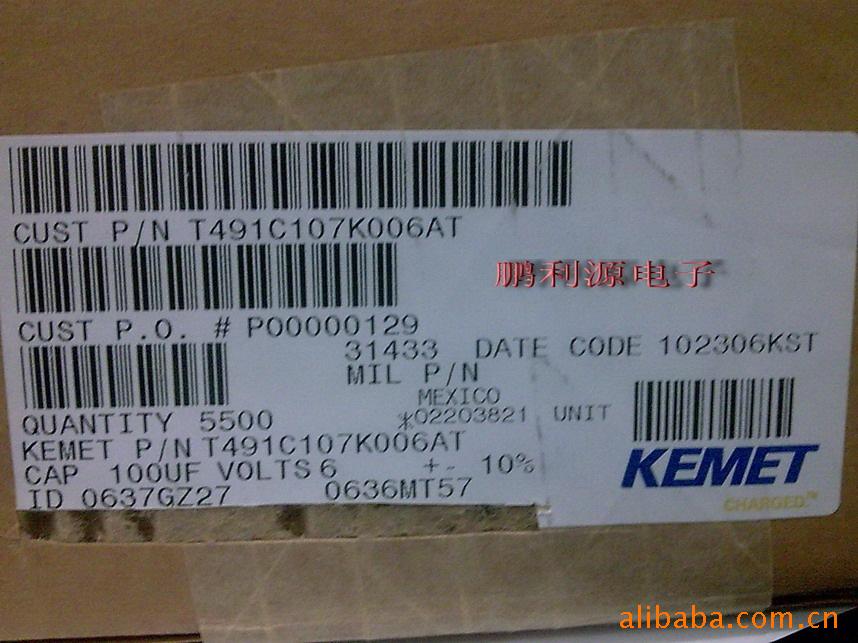 CUST P/N T491C107K006AT
鹏利源电子
CUST P.O. # P00000129
31433 DATE CODE 102306KST
MIL P/N
MEXICO
QUANTITY 5500 *02203821 UNIT
KEMET P/N T491C107K006AT
CAP 100UF VOLTS 6 +- 10%
ID 0637GZ27 0636MT57
KEMET
CHARGED.™
alibaba.com.cn